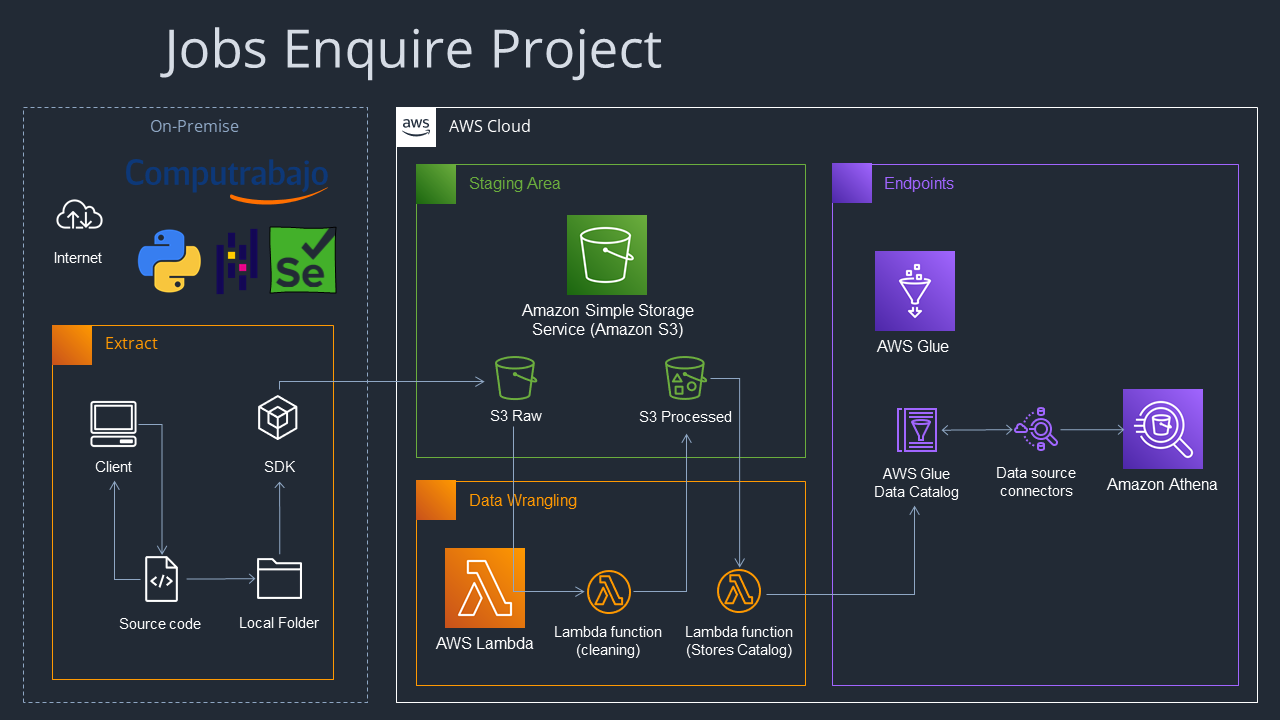 Jobs Enquire Project
On-Premise
Computrabajo
Internet
Se
Extract
Client
SDK
Source code
</>
Local Folder
aws
AWS Cloud
Staging Area
Amazon Simple Storage
Service (Amazon S3)
S3 Raw
S3 Processed
Data Wrangling
AWS Lambda
Lambda function
(cleaning)
Lambda function
(Stores Catalog)
Endpoints
AWS Glue
AWS Glue
Data Catalog
Data source
connectors
Amazon Athena